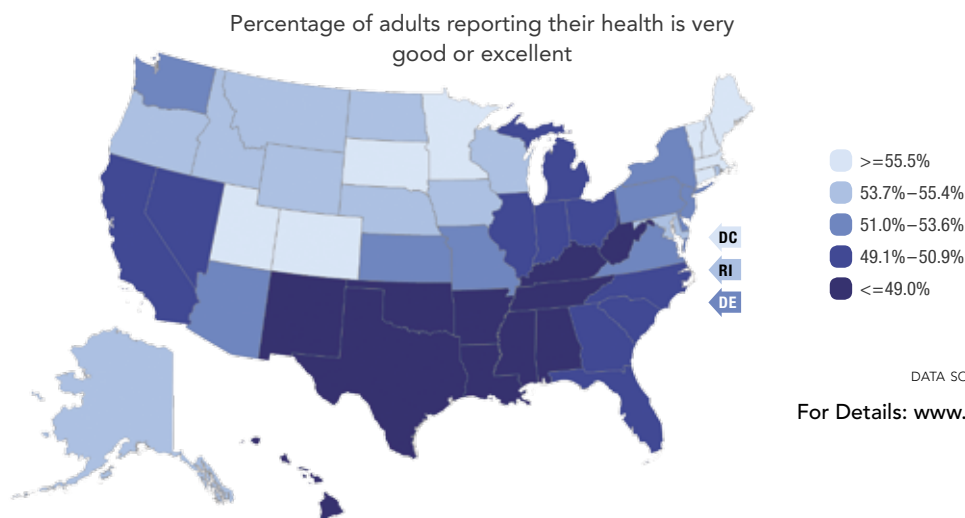 Percentage of adults reporting their health is very
good or excellent
>=55.5%
53.7%–55.4%
51.0%–53.6%
49.1%–50.9%
<=49.0%
DC
RI
DE
DATA SO
For Details: www.